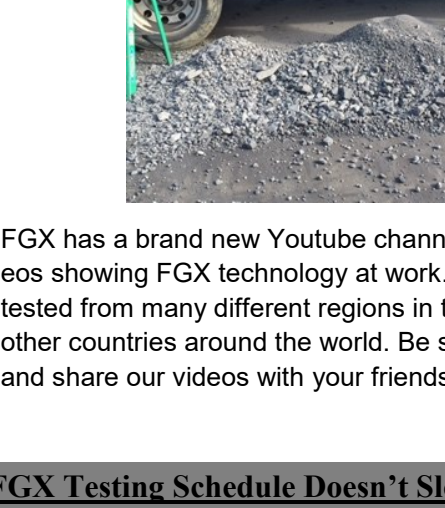 FGX has a brand new Youtube chann
eos showing FGX technology at work.
tested from many different regions in t
other countries around the world. Be s
and share our videos with your friends
FGX Testing Schedule Doesn’t Sl